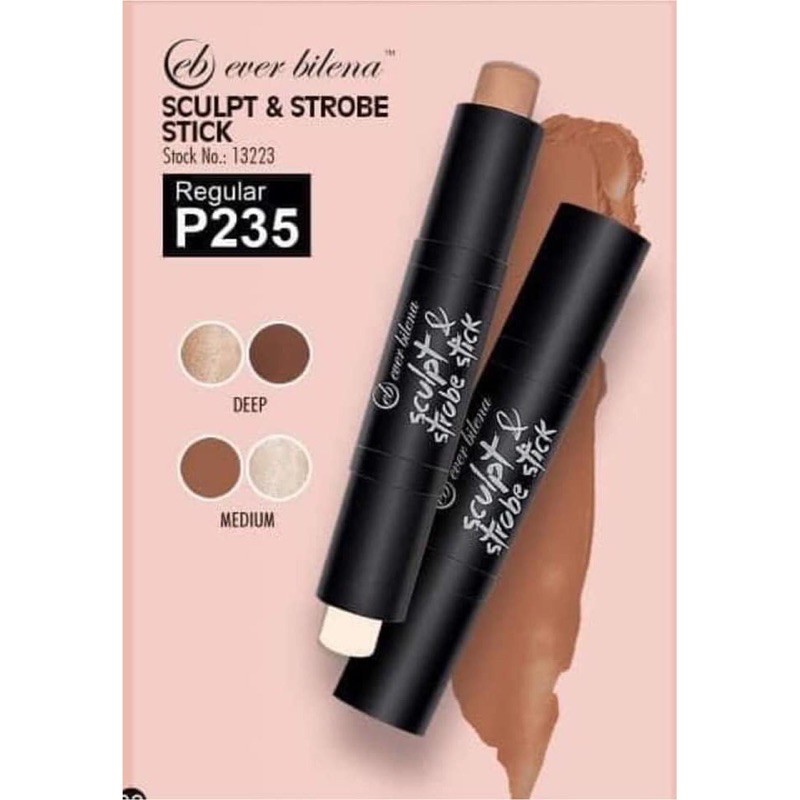 eb ever bilena™
SCULPT & STROBE
STICK
Stock No.: 13223
Regular
P235
DEEP
MEDIUM
eb ever bilena
sculpt &
strobe stick
eb ever bilena
sculpt &
strobe stick